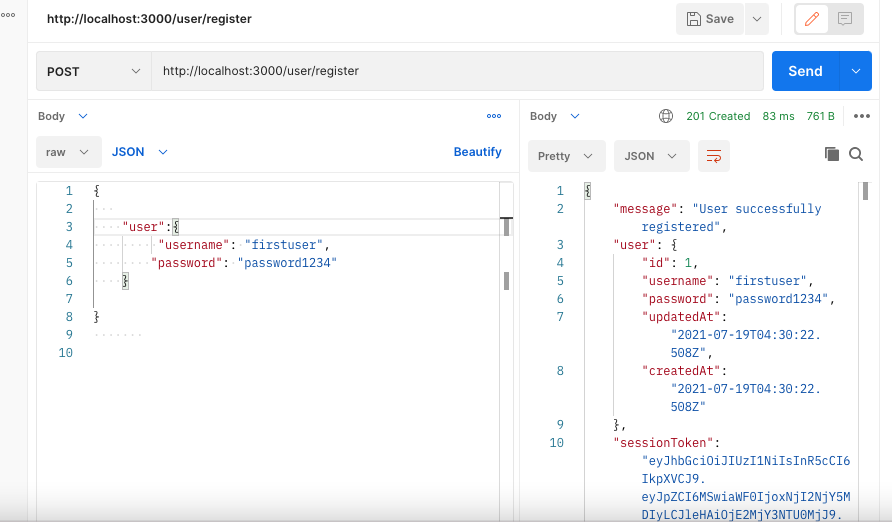 http://localhost:3000/user/register
Save
POST
http://localhost:3000/user/register
Send
Body
raw
JSON
Beautify
1 {
2
3 "user":{
4 "username": "firstuser",
5 "password": "password1234"
6 }
7
8 }
9
10
Body
201 Created 83 ms 761 B
Pretty
JSON
1 {
2 "message": "User successfully
registered",
3 "user": {
4 "id": 1,
5 "username": "firstuser",
6 "password": "password1234",
7 "updatedAt":
"2021-07-19T04:30:22.
508Z",
8 "createdAt":
"2021-07-19T04:30:22.
508Z"
9 },
10 "sessionToken":
"eyJhbGciOiJIUzI1NiIsInR5cCI6
IkpXVCJ9.
eyJpZCI6MSwiaWF0IjoxNjI2NjY5M
DIyLCJleHAiOjE2MjY3NTU0MjJ9.